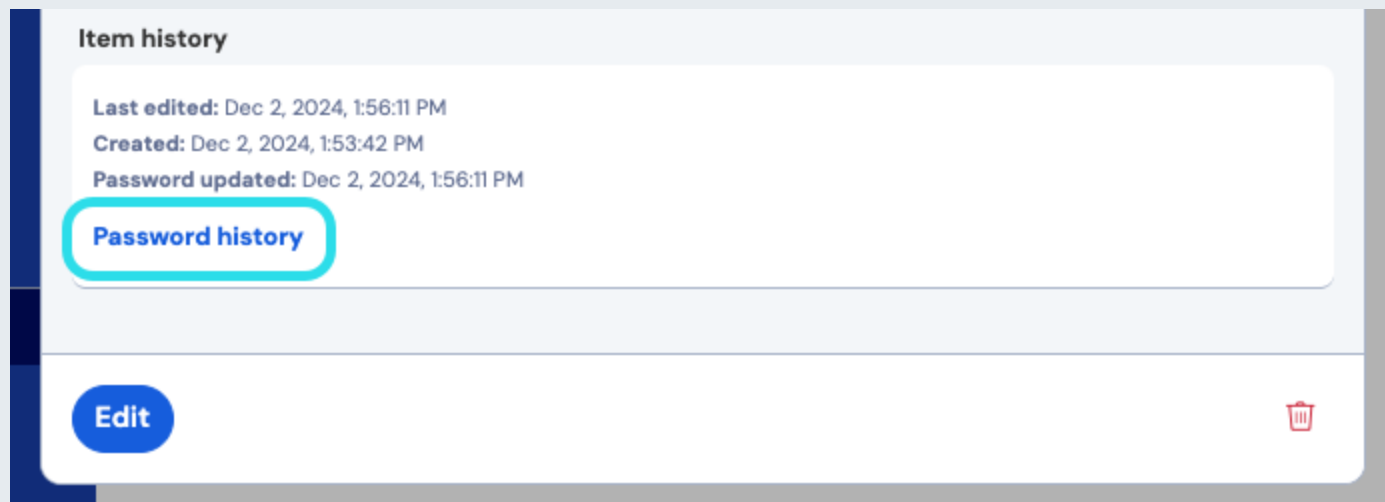 Item history
Last edited: Dec 2, 2024, 1:56:11 PM
Created: Dec 2, 2024, 1:53:42 PM
Password updated: Dec 2, 2024, 1:56:11 PM
Password history
Edit